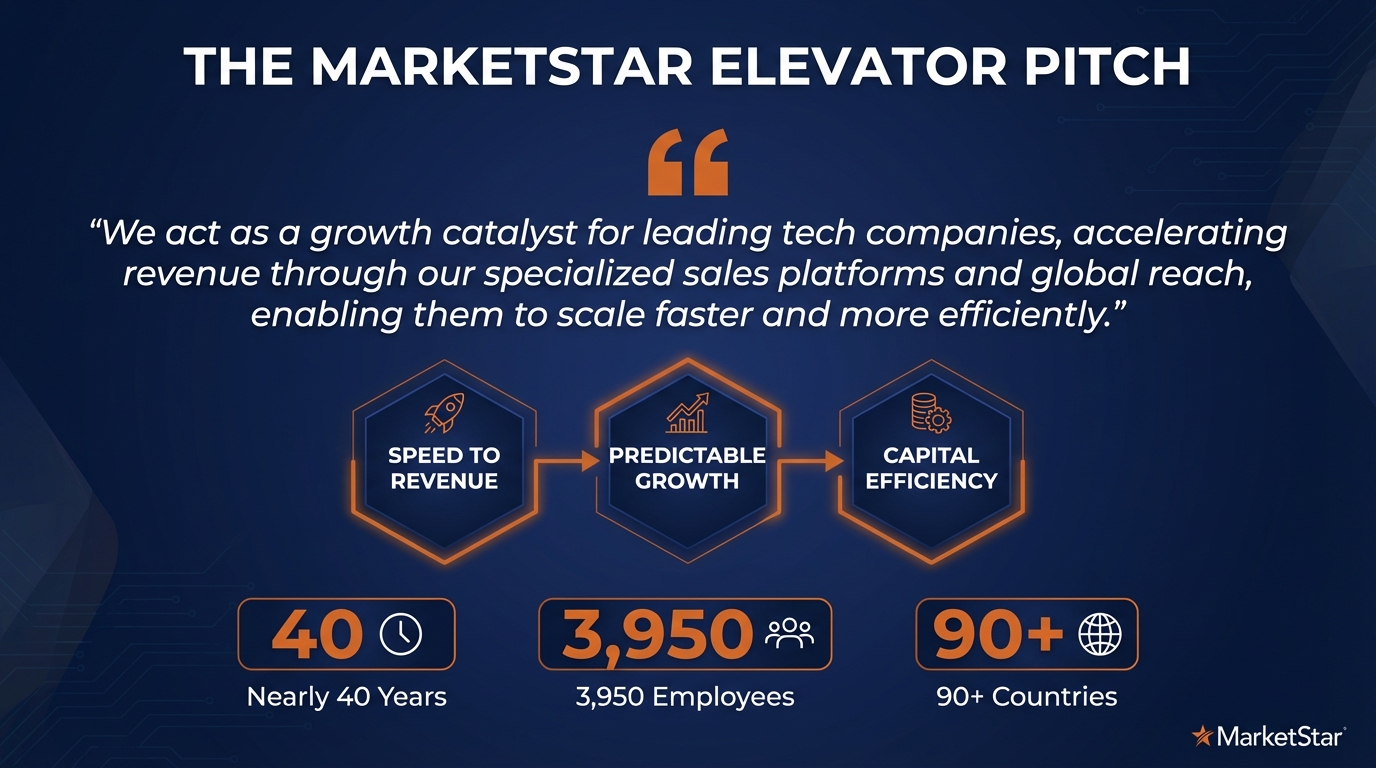 THE MARKETSTAR ELEVATOR PITCH
“
“We act as a growth catalyst for leading tech companies, accelerating
revenue through our specialized sales platforms and global reach,
enabling them to scale faster and more efficiently.”
SPEED TO
REVENUE
PREDICTABLE
GROWTH
CAPITAL
EFFICIENCY
40
3,950
90+
Nearly 40 Years
3,950 Employees
90+ Countries
MarketStar